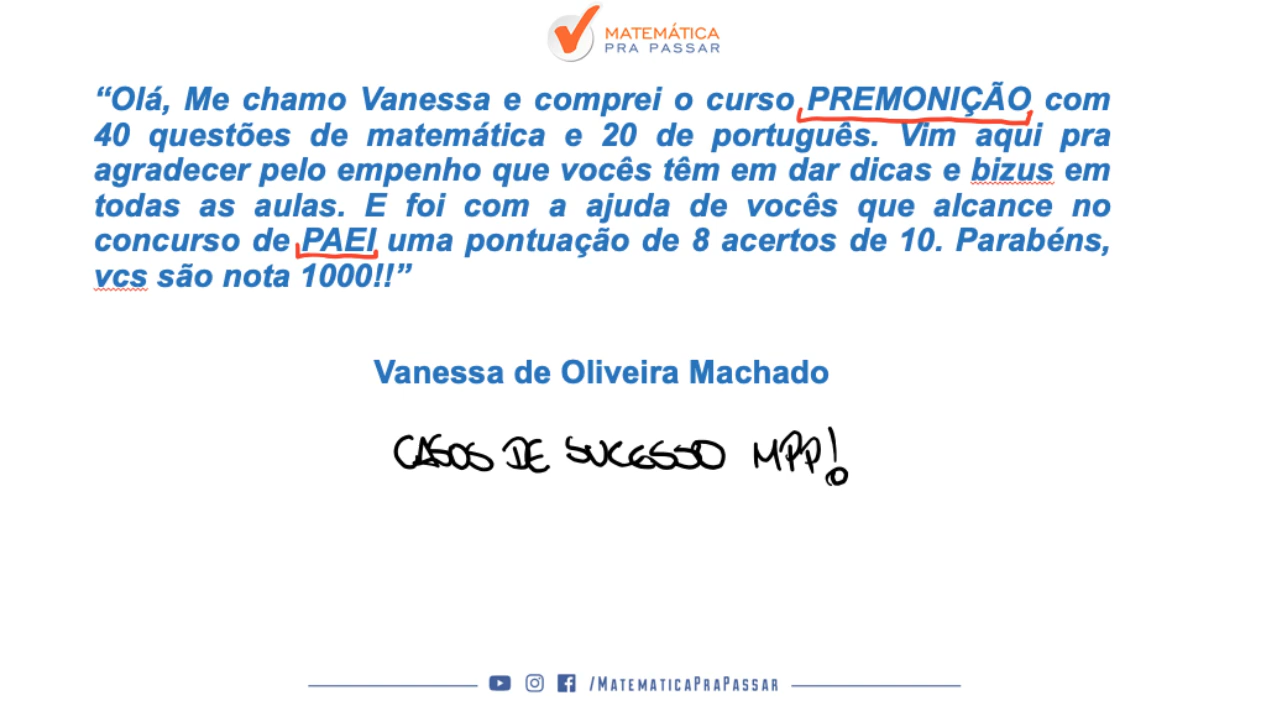 MATEMÁTICA
PRA PASSAR
“Olá, Me chamo Vanessa e comprei o curso PREMONIÇÃO com
40 questões de matemática e 20 de português. Vim aqui pra
agradecer pelo empenho que vocês têm em dar dicas e bizus em
todas as aulas. E foi com a ajuda de vocês que alcance no
concurso de PAEI uma pontuação de 8 acertos de 10. Parabéns,
vcs são nota 1000!!”
Vanessa de Oliveira Machado
CASOS DE SUCESSO MPP!
/MATEMATICAPRAPASSAR